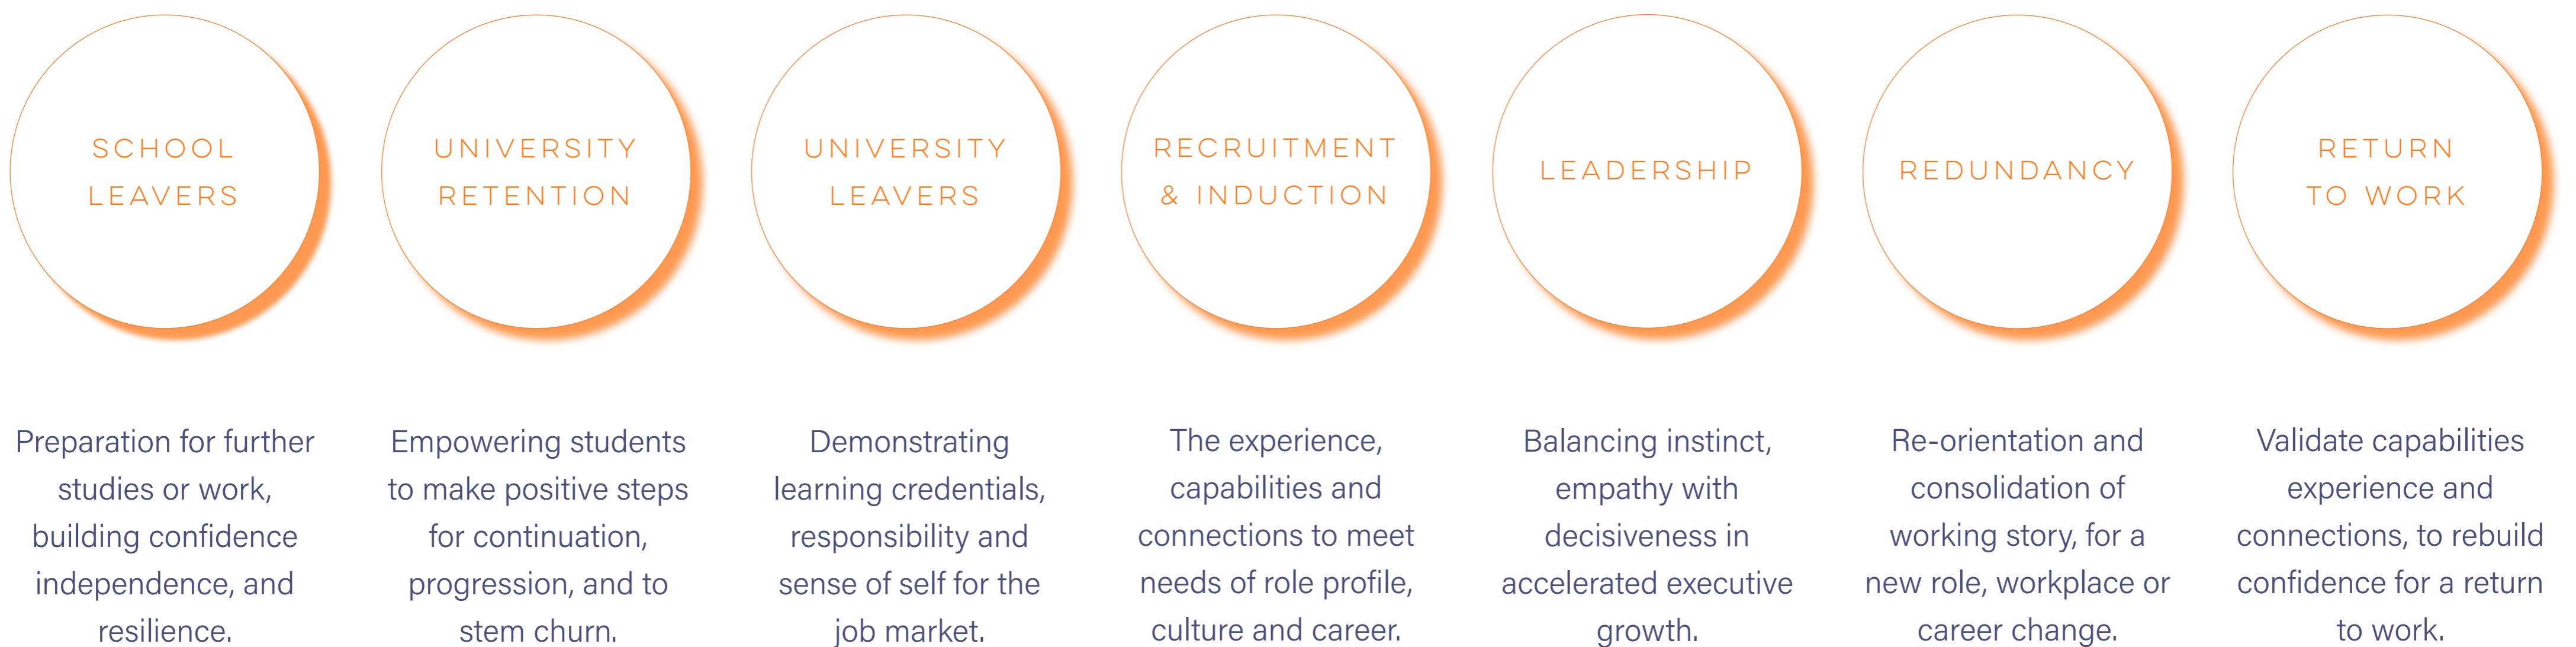 SCHOOL
LEAVERS
Preparation for further
studies or work,
building confidence
independence, and
resilience.
UNIVERSITY
RETENTION
Empowering students
to make positive steps
for continuation,
progression, and to
stem churn.
UNIVERSITY
LEAVERS
Demonstrating
learning credentials,
responsibility and
sense of self for the
job market.
RECRUITMENT
& INDUCTION
The experience,
capabilities and
connections to meet
needs of role profile,
culture and career.
LEADERSHIP
Balancing instinct,
empathy with
decisiveness in
accelerated executive
growth.
REDUNDANCY
Re-orientation and
consolidation of
working story, for a
new role, workplace or
career change.
RETURN
TO WORK
Validate capabilities
experience and
connections, to rebuild
confidence for a return
to work.